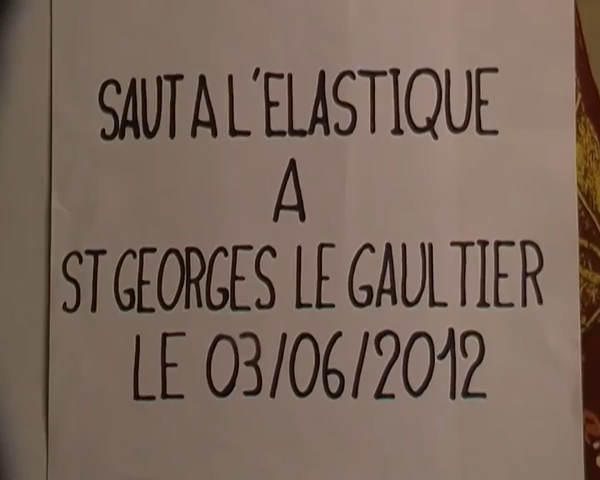 SAUT A L'ELASTIQUE
A
ST GEORGES LE GAULTIER
LE 03/06/2012